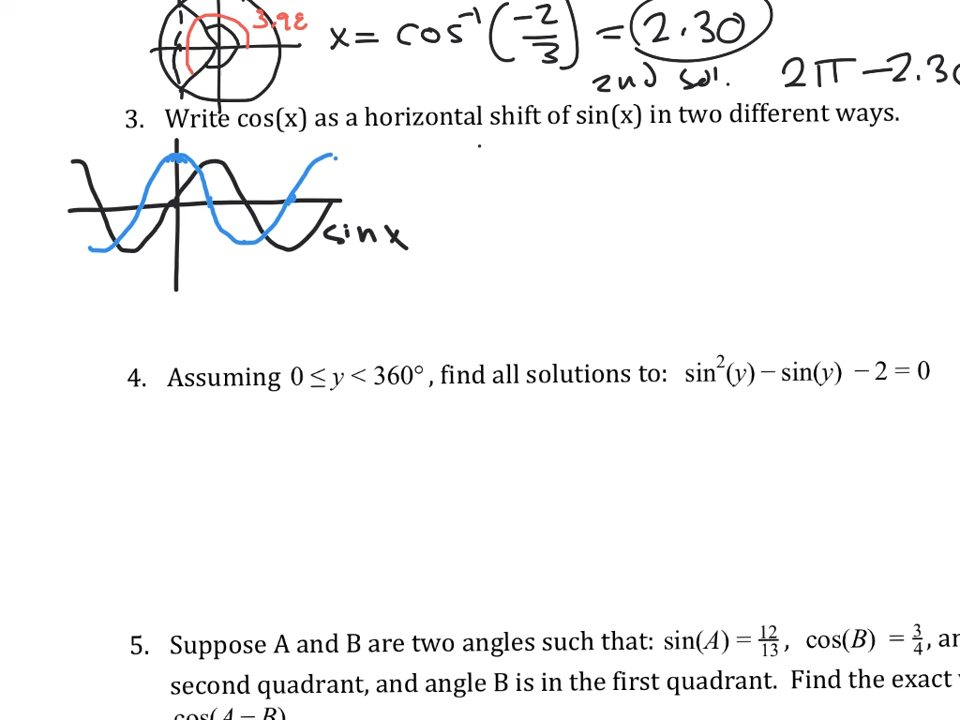 3.98
x = cos⁻¹(-2/3) = 2.30
2nd sol. 2π - 2.30
3. Write cos(x) as a horizontal shift of sin(x) in two different ways.
sin x
4. Assuming 0 ≤ y < 360°, find all solutions to: sin²(y) − sin(y) − 2 = 0
5. Suppose A and B are two angles such that: sin(A) = 12/13, cos(B) = 3/4, an
second quadrant, and angle B is in the first quadrant. Find the exact
cos(A − B)